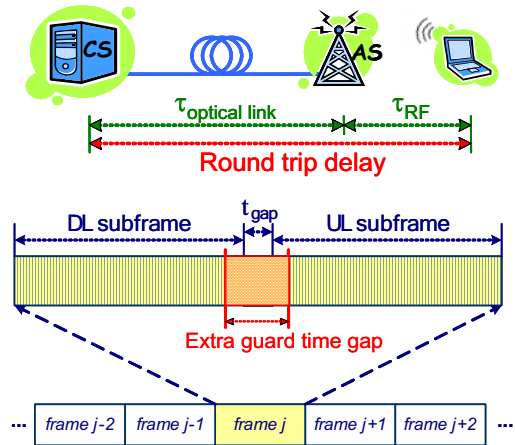 CS
AS
τoptical link
τRF
Round trip delay
tgap
DL subframe
UL subframe
Extra guard time gap
... frame j-2 frame j-1 frame j frame j+1 frame j+2 ...